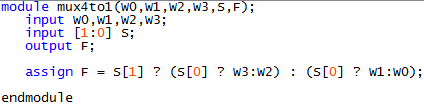 module mux4to1(W0,W1,W2,W3,S,F);
input W0,W1,W2,W3;
input [1:0] S;
output F;
assign F = S[1] ? (S[0] ? W3:W2) : (S[0] ? W1:W0);
endmodule